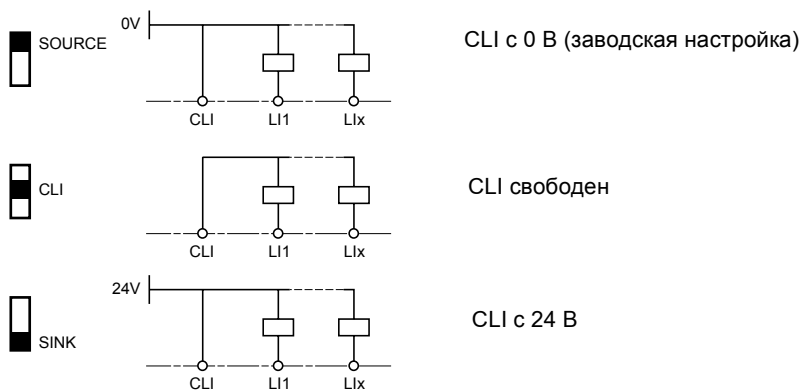 0V
SOURCE
CLI с 0 В (заводская настройка)
CLI LI1 LIx
CLI
CLI свободен
CLI LI1 LIx
24V
CLI с 24 В
SINK
CLI LI1 LIx